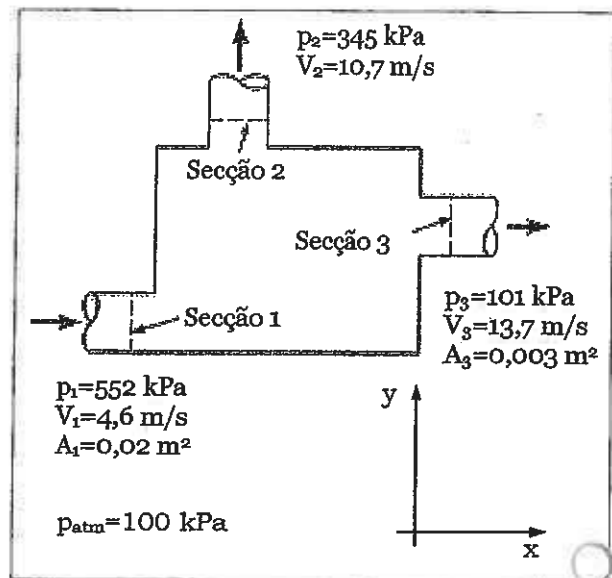 p₂=345 kPa
V₂=10,7 m/s
Secção 2
Secção 3
Secção 1
p₃=101 kPa
V₃=13,7 m/s
A₃=0,003 m²
p₁=552 kPa
V₁=4,6 m/s
A₁=0,02 m²
y
pₐₜₘ=100 kPa
x